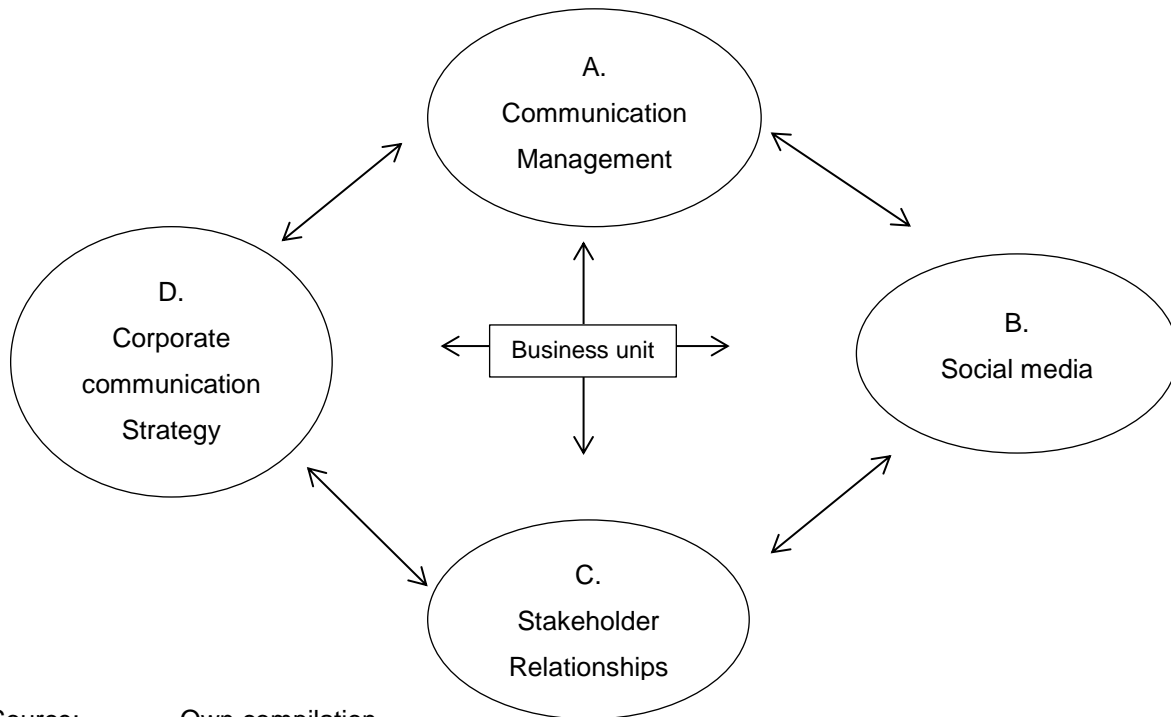 A.
Communication
Management
D.
Corporate
communication
Strategy
Business unit
B.
Social media
C.
Stakeholder
Relationships
Own compilation